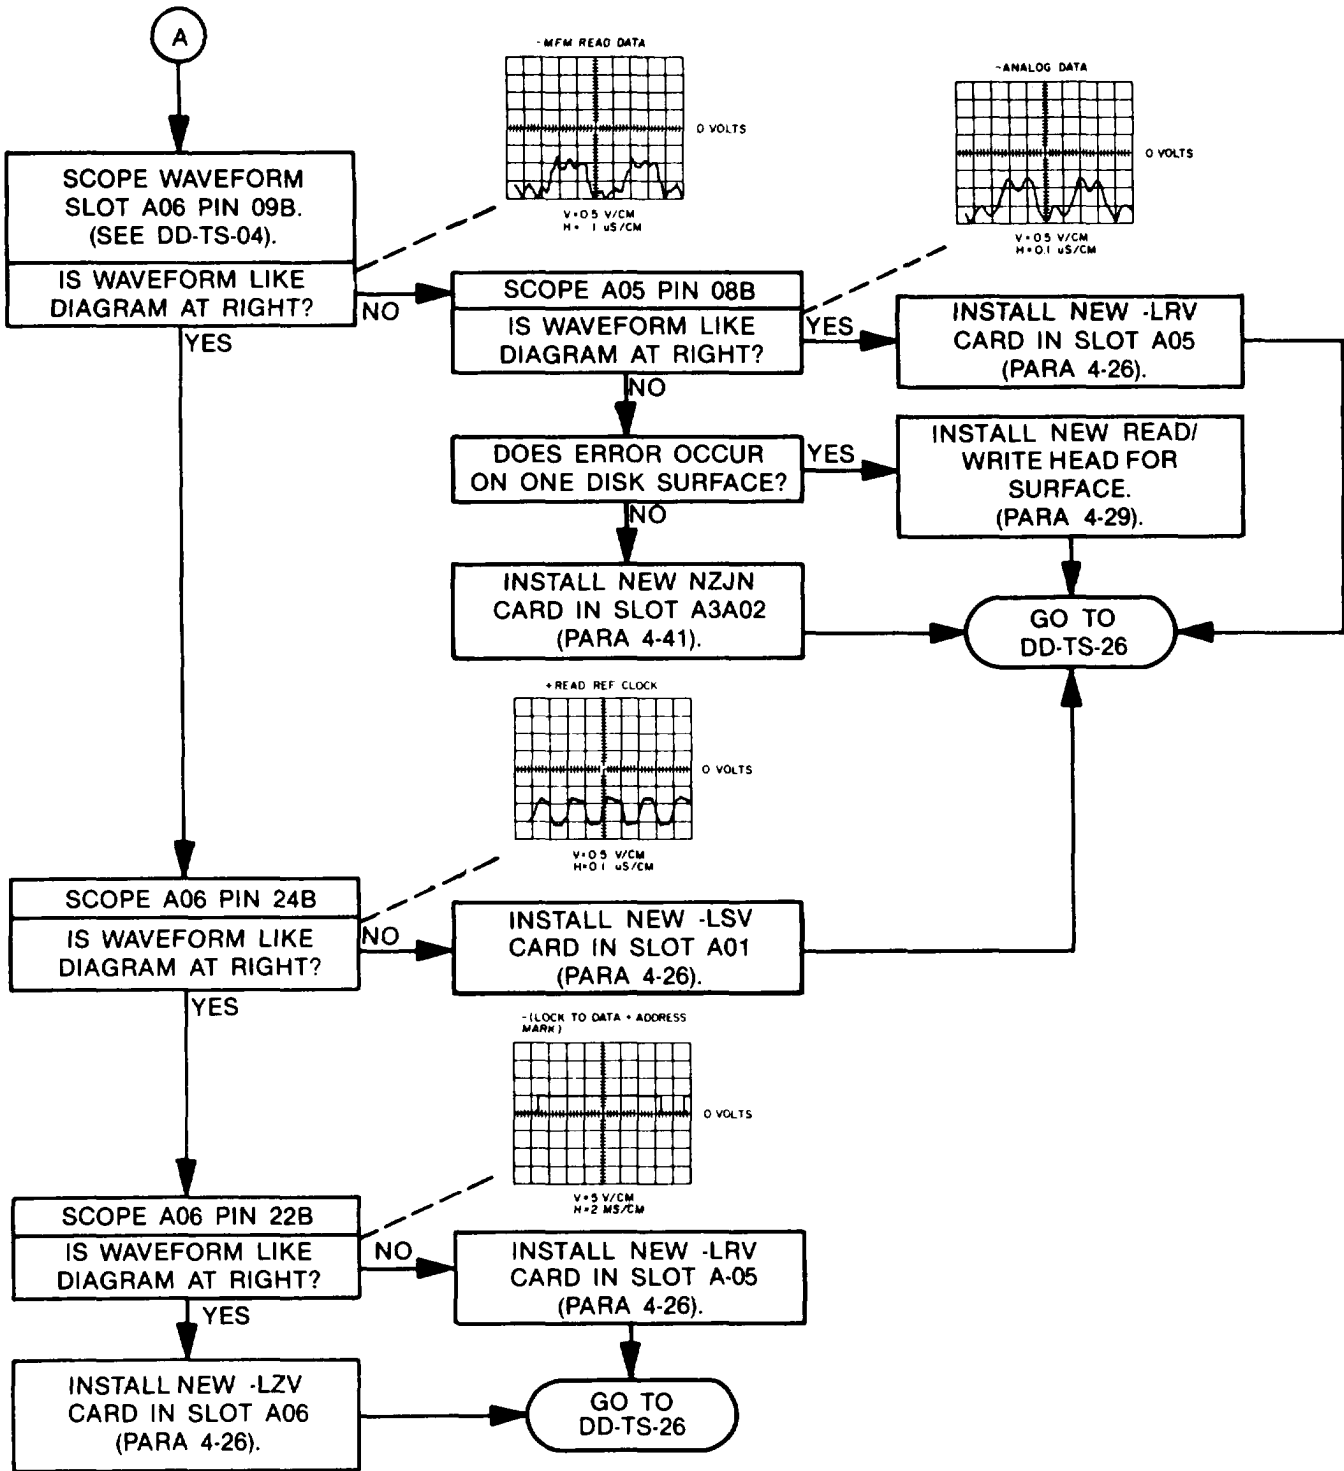 A
-MFM READ DATA
0 VOLTS
V=0.5 V/CM
H= .1 uS/CM
-ANALOG DATA
0 VOLTS
V=0.5 V/CM
H=0.1 uS/CM
SCOPE WAVEFORM
SLOT A06 PIN 09B.
(SEE DD-TS-04).
IS WAVEFORM LIKE
DIAGRAM AT RIGHT?
NO
YES
SCOPE A05 PIN 08B
IS WAVEFORM LIKE
DIAGRAM AT RIGHT?
YES
NO
INSTALL NEW -LRV
CARD IN SLOT A05
(PARA 4-26).
DOES ERROR OCCUR
ON ONE DISK SURFACE?
YES
NO
INSTALL NEW READ/
WRITE HEAD FOR
SURFACE.
(PARA 4-29).
INSTALL NEW NZJN
CARD IN SLOT A3A02
(PARA 4-41).
GO TO
DD-TS-26
+READ REF CLOCK
0 VOLTS
V=0.5 V/CM
H=0.1 uS/CM
SCOPE A06 PIN 24B
IS WAVEFORM LIKE
DIAGRAM AT RIGHT?
NO
YES
INSTALL NEW -LSV
CARD IN SLOT A01
(PARA 4-26).
-(LOCK TO DATA + ADDRESS
MARK)
0 VOLTS
V=5 V/CM
H=2 MS/CM
SCOPE A06 PIN 22B
IS WAVEFORM LIKE
DIAGRAM AT RIGHT?
NO
YES
INSTALL NEW -LRV
CARD IN SLOT A-05
(PARA 4-26).
INSTALL NEW -LZV
CARD IN SLOT A06
(PARA 4-26).
GO TO
DD-TS-26